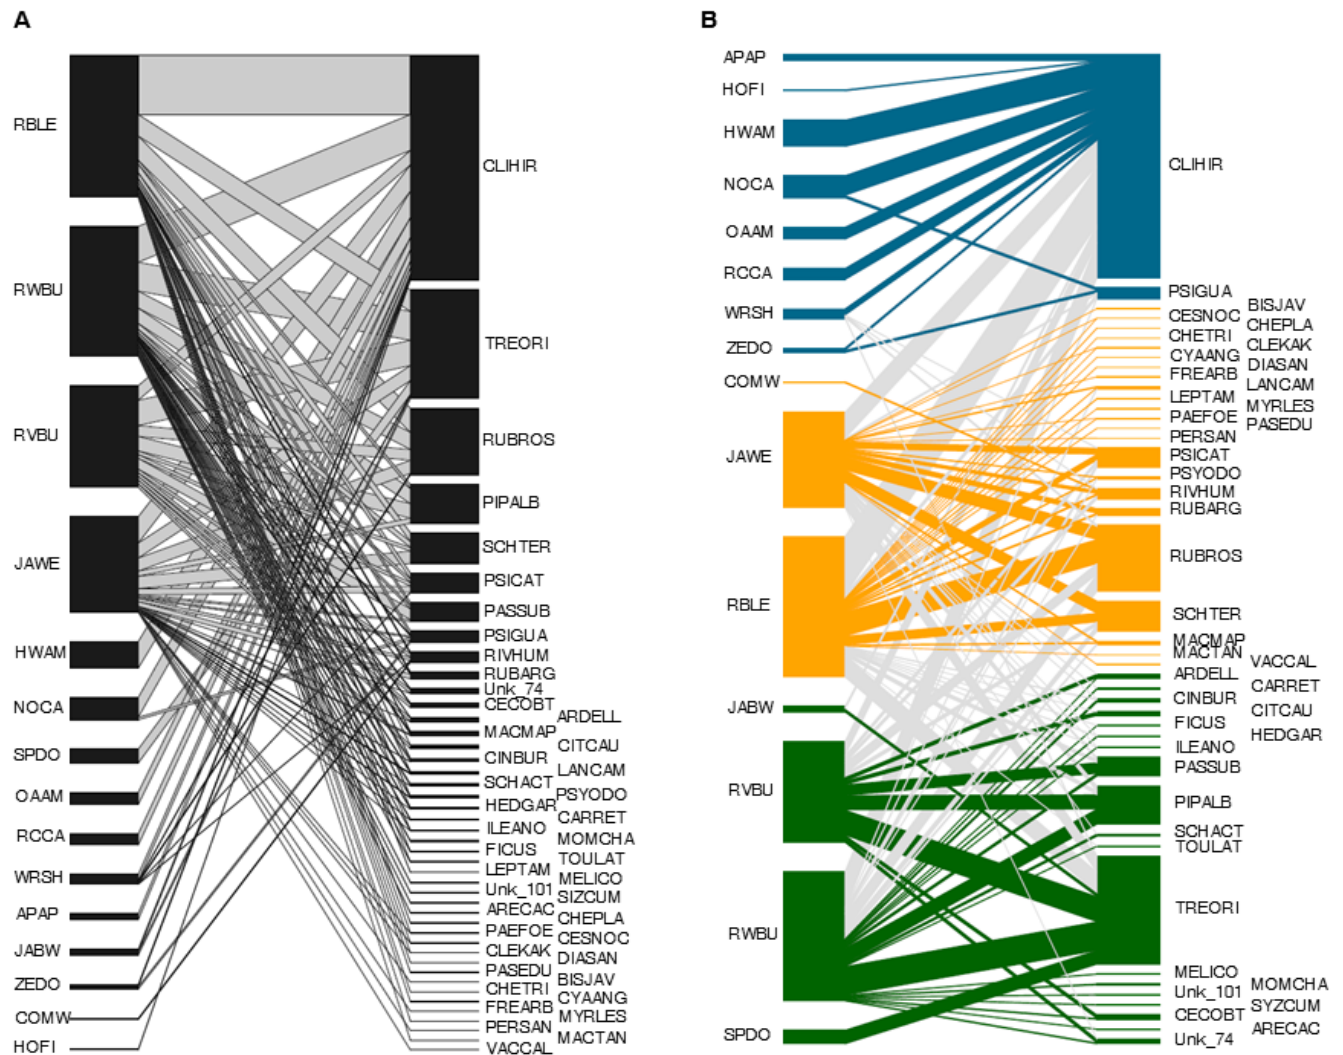 A
RBLE
RWBU
RVBU
JAWE
HWAM
NOCA
SPDO
OAAM
RCCA
WRSH
APAP
JABW
ZEDO
COMW
HOFI
CLIHIR
TREORI
RUBROS
PIPALB
SCHTER
PSICAT
PASSUB
PSIGUA
RIVHUM
RUBARG
Unk_74
CECOBT
ARDELL
MACMAP
CITCAU
CINBUR
LANCAM
SCHACT
PSYODO
HEDGAR
CARRET
ILEANO
MOMCHA
FICUS
TOULAT
LEPTAM
MELICO
Unk_101
SIZCUM
ARECAC
CHEPLA
PAEFOE
CESNOC
CLEKAK
DIASAN
PASEDU
BISJAV
CHETRI
CYAANG
FREARB
MYRLES
PERSAN
MACTAN
VACCAL
B
APAP
HOFI
HWAM
NOCA
OAAM
RCCA
WRSH
ZEDO
COMW
JAWE
RBLE
JABW
RVBU
RWBU
SPDO
CLIHIR
PSIGUA
BISJAV
CESNOC
CHEPLA
CHETRI
CLEKAK
CYAANG
DIASAN
FREARB
LANCAM
LEPTAM
MYRLES
PAEFOE
PASEDU
PERSAN
PSICAT
PSYODO
RIVHUM
RUBARG
RUBROS
SCHTER
MACMAP
MACTAN
VACCAL
ARDELL
CARRET
CINBUR
CITCAU
FICUS
HEDGAR
ILEANO
PASSUB
PIPALB
SCHACT
TOULAT
TREORI
MELICO
MOMCHA
Unk_101
SYZCUM
CECOBT
ARECAC
Unk_74